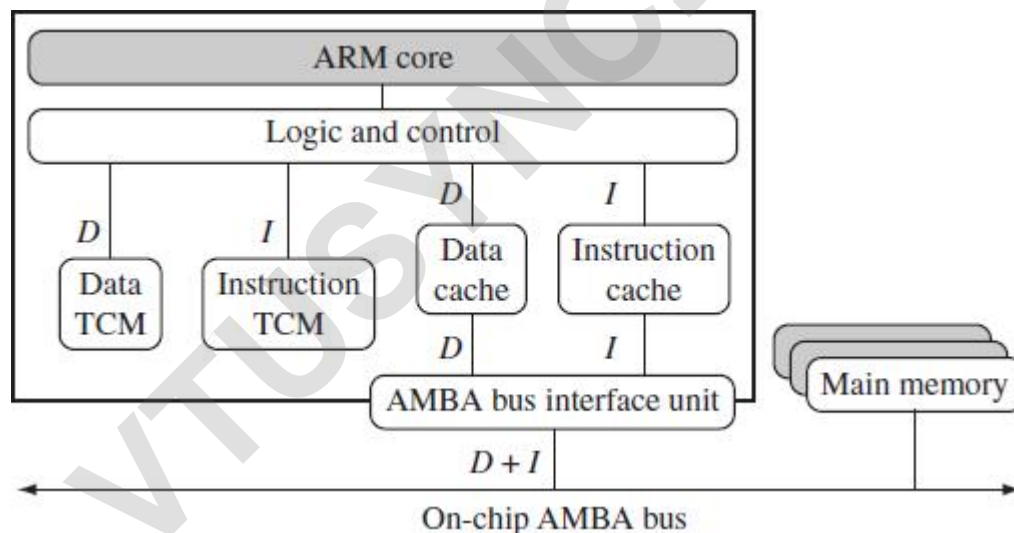 ARM core
Logic and control
D
I
D
I
Data
TCM
Instruction
TCM
Data
cache
Instruction
cache
D
I
AMBA bus interface unit
Main memory
D + I
On-chip AMBA bus
VTUSYNC